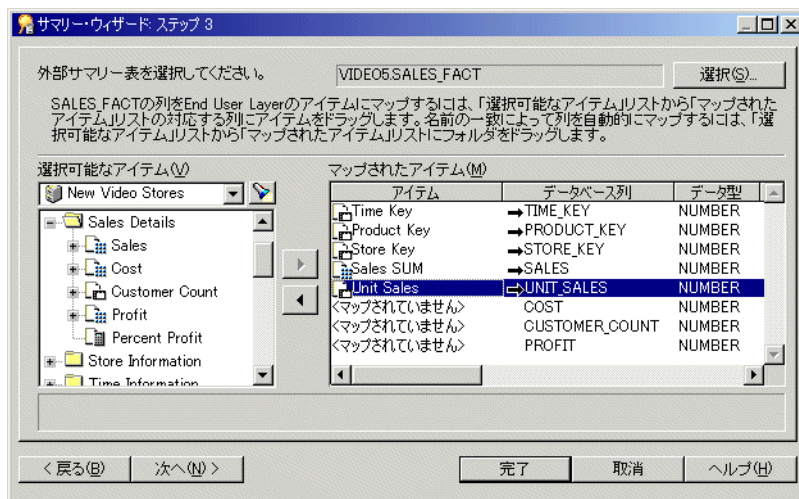 サマリー・ウィザード: ステップ 3
外部サマリー表を選択してください。
VIDEO5.SALES_FACT
選択(S)...
SALES_FACTの列をEnd User Layerのアイテムにマップするには、「選択可能なアイテム」リストから「マップされた
アイテム」リストの対応する列にアイテムをドラッグします。名前の一致によって列を自動的にマップするには、「選
択可能なアイテム」リストから「マップされたアイテム」リストにフォルダをドラッグします。
選択可能なアイテム(V)
New Video Stores
Sales Details
Sales
Cost
Customer Count
Profit
Percent Profit
Store Information
Time Information
マップされたアイテム(M)
アイテム データベース列 データ型
Time Key TIME_KEY NUMBER
Product Key PRODUCT_KEY NUMBER
Store Key STORE_KEY NUMBER
Sales SUM SALES NUMBER
Unit Sales UNIT_SALES NUMBER
<マップされていません> COST NUMBER
<マップされていません> CUSTOMER_COUNT NUMBER
<マップされていません> PROFIT NUMBER
< 戻る(B) 次へ(N) > 完了 取消 ヘルプ(H)